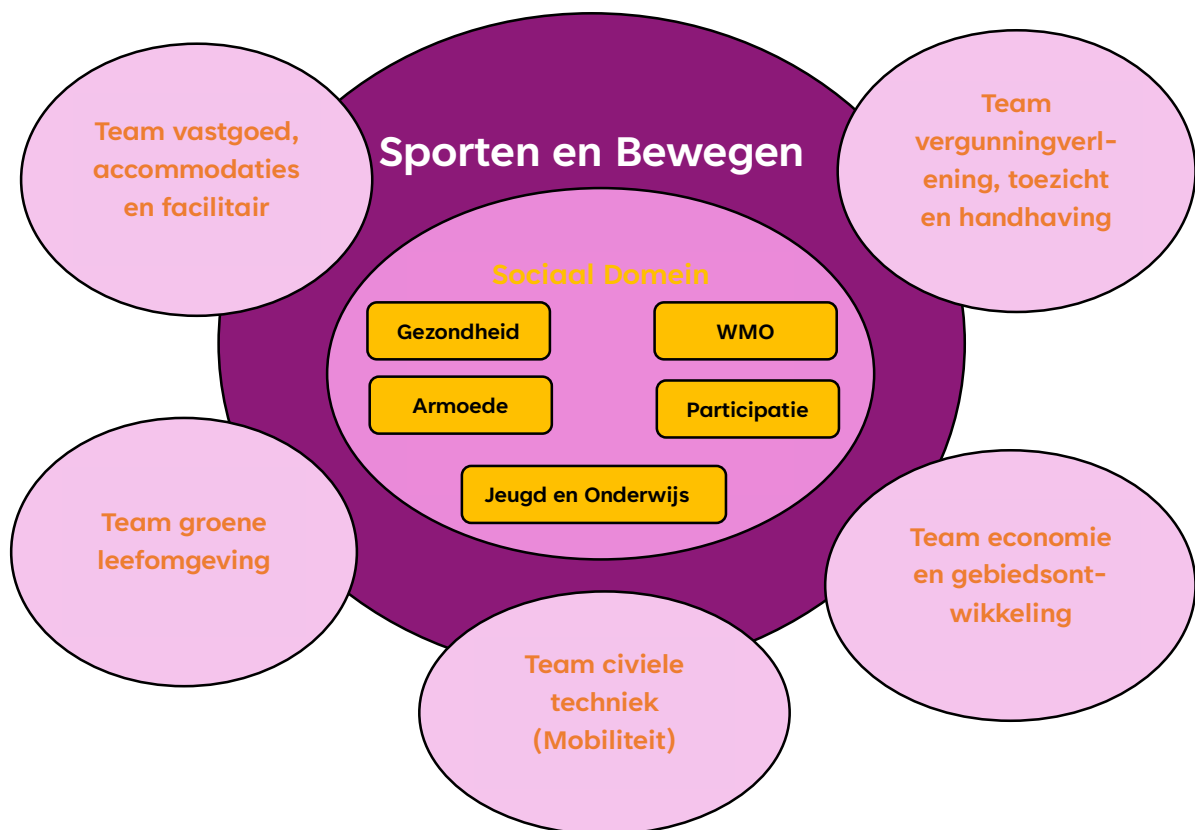 Team vastgoed,
accommodaties
en facilitair
Sporten en Bewegen
Team
vergunningverl-
ening, toezicht
en handhaving
Sociaal Domein
Gezondheid
WMO
Armoede
Participatie
Jeugd en Onderwijs
Team groene
leefomgeving
Team economie
en gebiedsont-
wikkeling
Team civiele
techniek
(Mobiliteit)